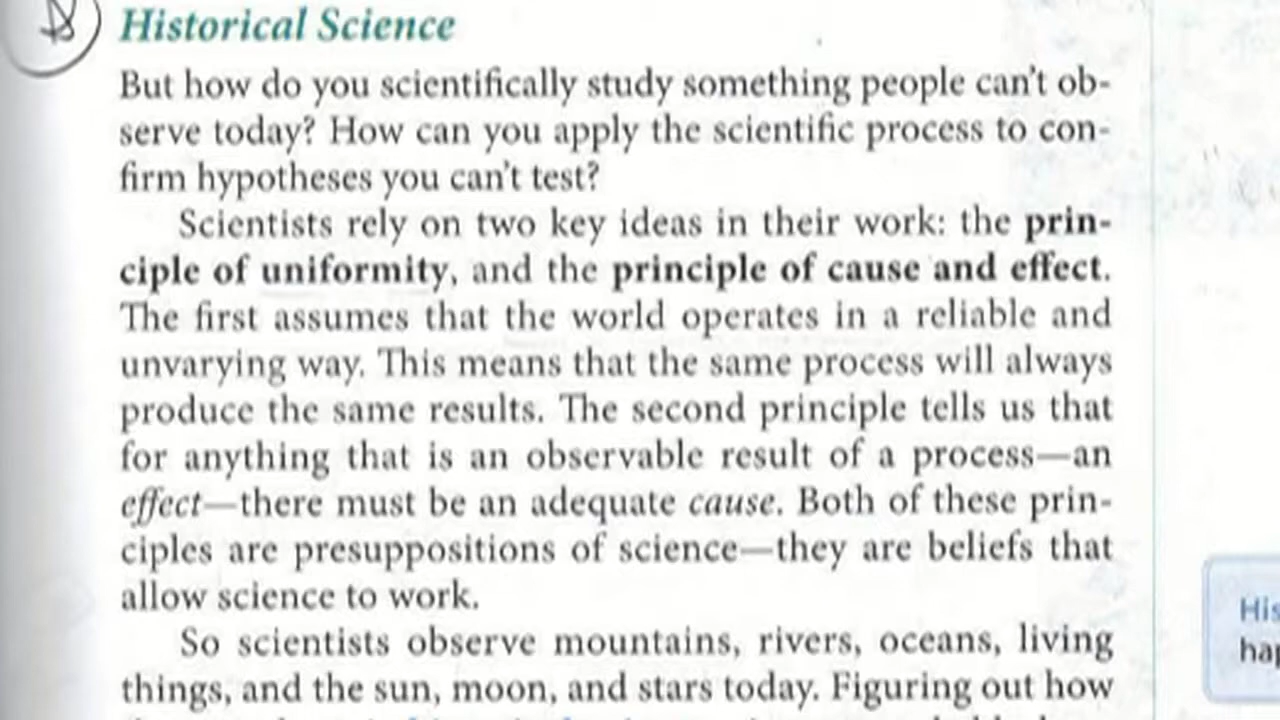 Historical Science
But how do you scientifically study something people can't ob-
serve today? How can you apply the scientific process to con-
firm hypotheses you can't test?
Scientists rely on two key ideas in their work: the prin-
ciple of uniformity, and the principle of cause and effect.
The first assumes that the world operates in a reliable and
unvarying way. This means that the same process will always
produce the same results. The second principle tells us that
for anything that is an observable result of a process—an
effect—there must be an adequate cause. Both of these prin-
ciples are presuppositions of science—they are beliefs that
allow science to work.
So scientists observe mountains, rivers, oceans, living
things, and the sun, moon, and stars today. Figuring out how
His
hap